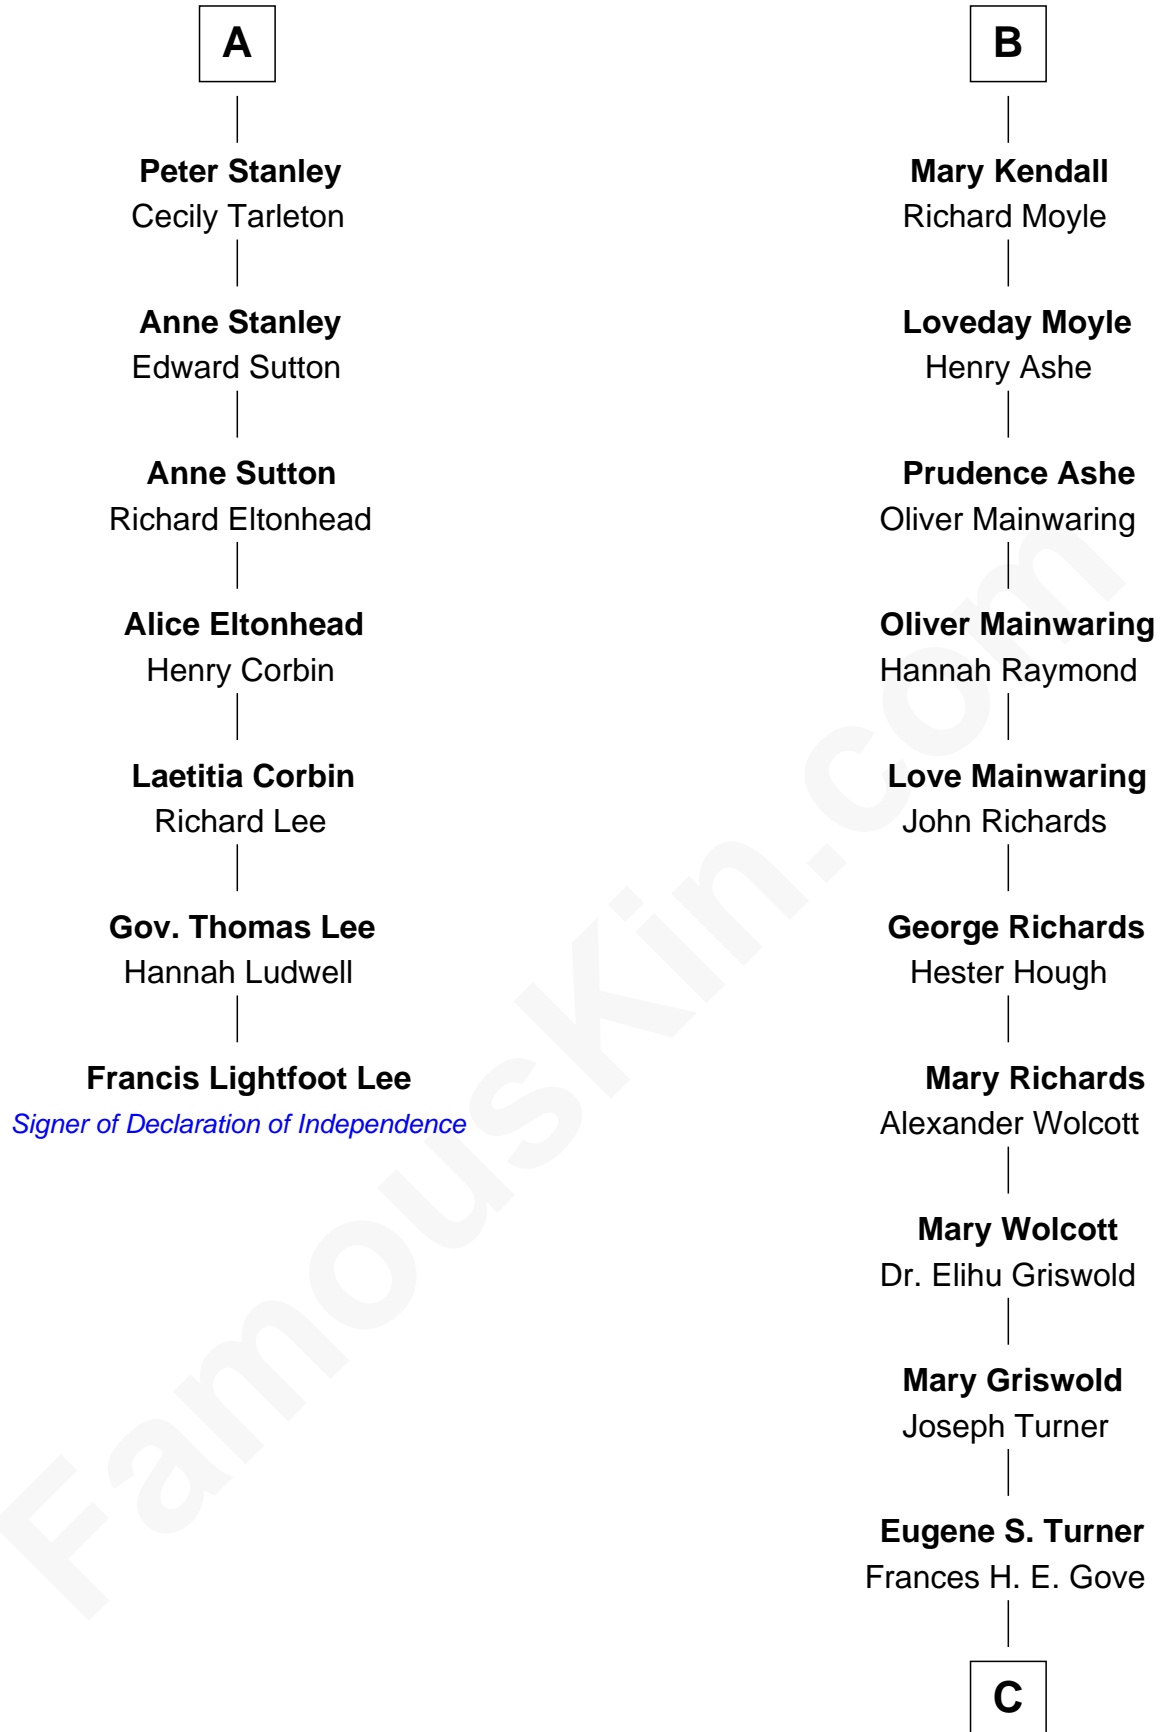 A
Peter Stanley
Cecily Tarleton
Anne Stanley
Edward Sutton
Anne Sutton
Richard Eltonhead
Alice Eltonhead
Henry Corbin
Laetitia Corbin
Richard Lee
Gov. Thomas Lee
Hannah Ludwell
Francis Lightfoot Lee
Signer of Declaration of Independence
B
Mary Kendall
Richard Moyle
Loveday Moyle
Henry Ashe
Prudence Ashe
Oliver Mainwaring
Oliver Mainwaring
Hannah Raymond
Love Mainwaring
John Richards
George Richards
Hester Hough
Mary Richards
Alexander Wolcott
Mary Wolcott
Dr. Elihu Griswold
Mary Griswold
Joseph Turner
Eugene S. Turner
Frances H. E. Gove
C
FamousKin.com